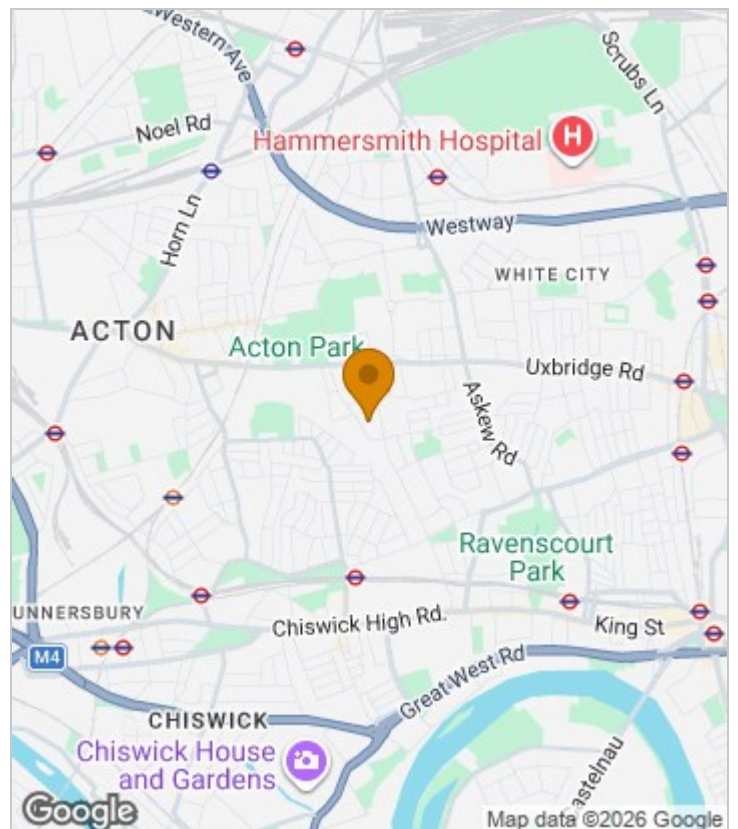 Western Ave
Scrubs Ln
Noel Rd
Hammersmith Hospital
H
Horn Ln
Westway
WHITE CITY
ACTON
Acton Park
Uxbridge Rd
Askew Rd
Ravenscourt
Park
UNNERSBURY
Chiswick High Rd.
King St
M4
Great West Rd
CHISWICK
Chiswick House
and Gardens
astelnau
Google
Map data ©2026 Google